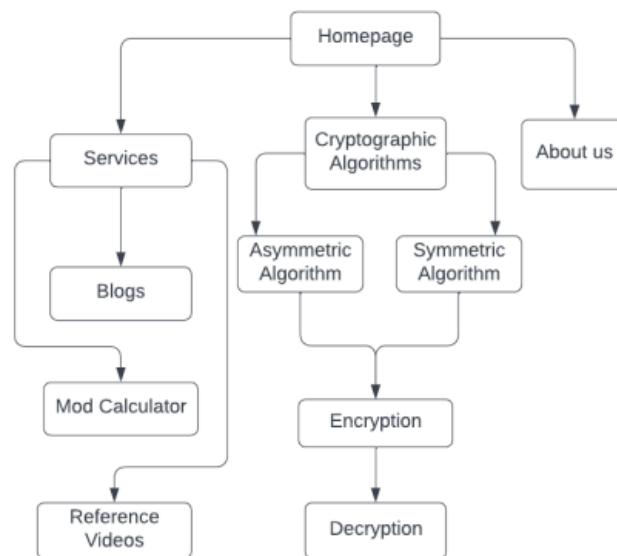 Homepage
Services
Cryptographic
Algorithms
About us
Asymmetric
Algorithm
Symmetric
Algorithm
Blogs
Mod Calculator
Encryption
Reference
Videos
Decryption